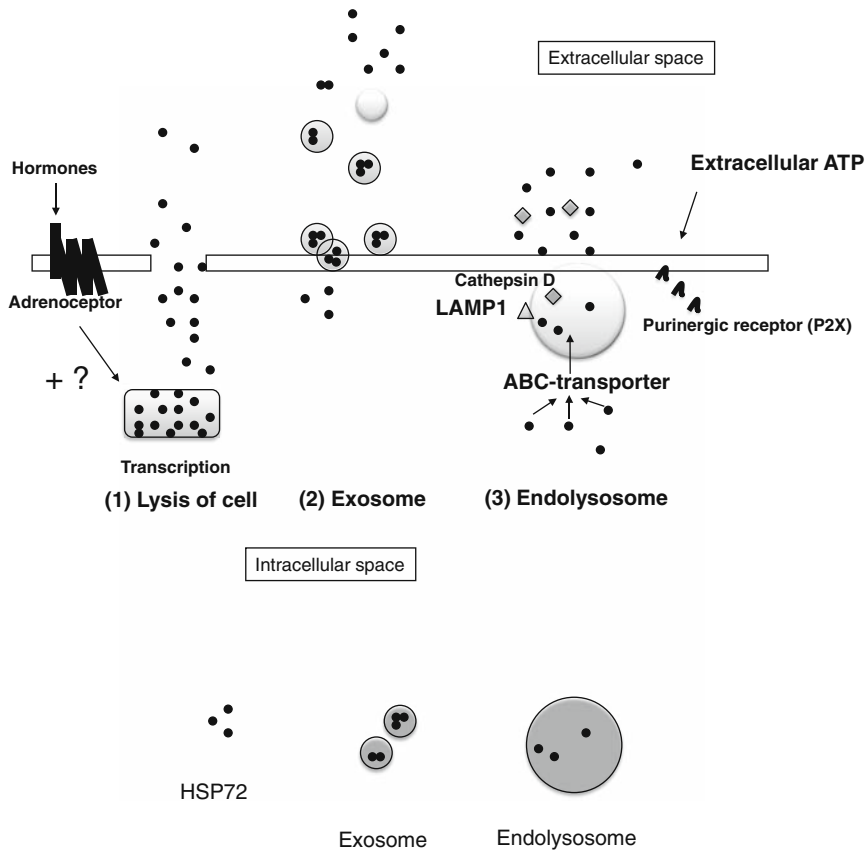 Extracellular space
Hormones
Extracellular ATP
Adrenoceptor
Cathepsin D
LAMP1
Purinergic receptor (P2X)
+ ?
ABC-transporter
Transcription
(1) Lysis of cell
(2) Exosome
(3) Endolysosome
Intracellular space
HSP72
Exosome
Endolysosome